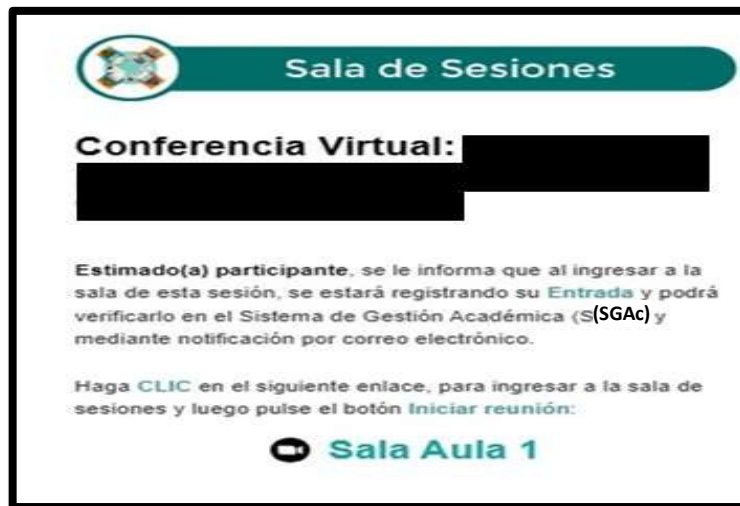 Sala de Sesiones
Conferencia Virtual:
Estimado(a) participante, se le informa que al ingresar a la
sala de esta sesión, se estará registrando su Entrada y podrá
verificarlo en el Sistema de Gestión Académica (S(SGAc) y
mediante notificación por correo electrónico.
Haga CLIC en el siguiente enlace, para ingresar a la sala de
sesiones y luego pulse el botón Iniciar reunión:
Sala Aula 1